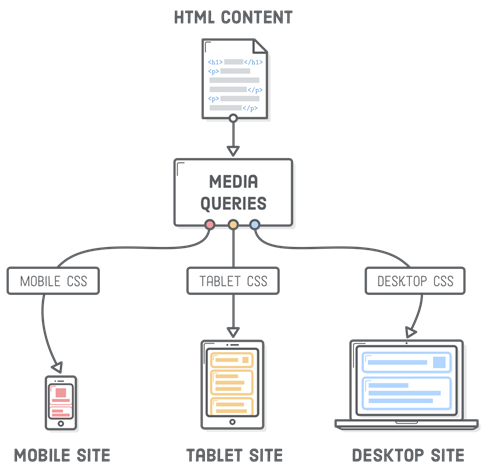 HTML CONTENT
<h1> </h1>
<p>
</p>
<p>
</p>
MEDIA
QUERIES
MOBILE CSS
TABLET CSS
DESKTOP CSS
MOBILE SITE
TABLET SITE
DESKTOP SITE